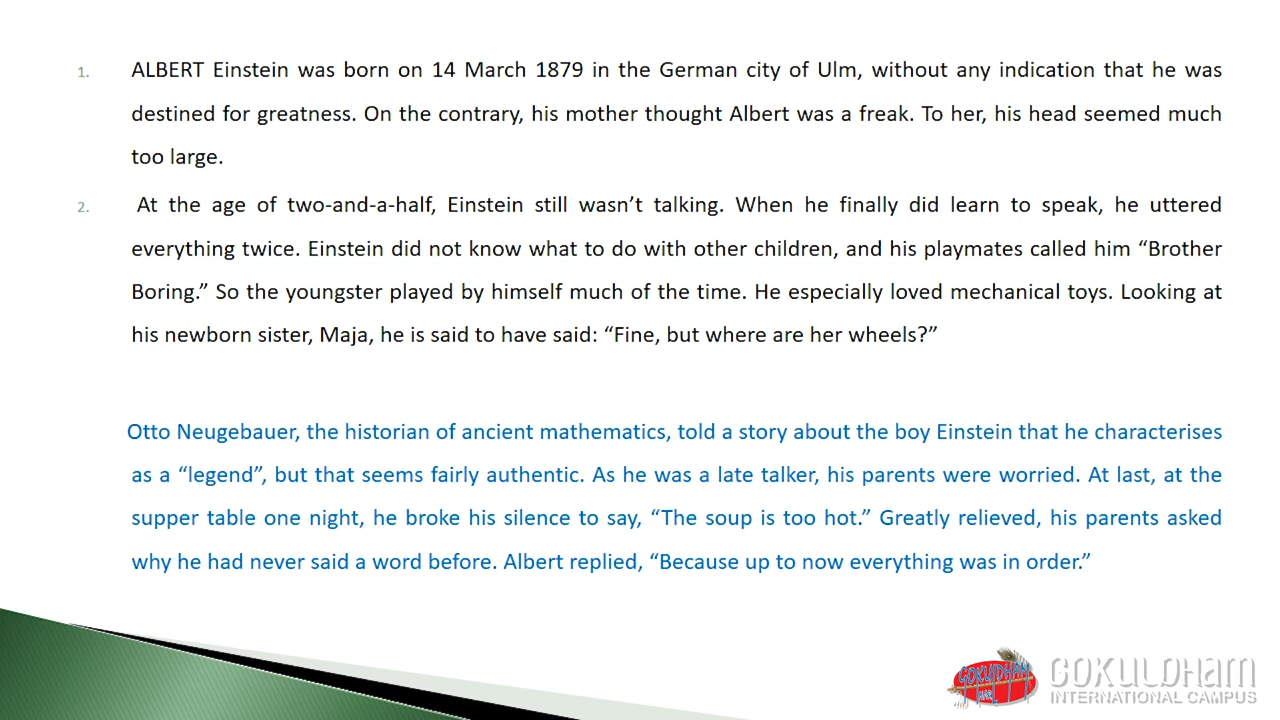 1. ALBERT Einstein was born on 14 March 1879 in the German city of Ulm, without any indication that he was
destined for greatness. On the contrary, his mother thought Albert was a freak. To her, his head seemed much
too large.
2. At the age of two-and-a-half, Einstein still wasn’t talking. When he finally did learn to speak, he uttered
everything twice. Einstein did not know what to do with other children, and his playmates called him “Brother
Boring.” So the youngster played by himself much of the time. He especially loved mechanical toys. Looking at
his newborn sister, Maja, he is said to have said: “Fine, but where are her wheels?”
Otto Neugebauer, the historian of ancient mathematics, told a story about the boy Einstein that he characterises
as a “legend”, but that seems fairly authentic. As he was a late talker, his parents were worried. At last, at the
supper table one night, he broke his silence to say, “The soup is too hot.” Greatly relieved, his parents asked
why he had never said a word before. Albert replied, “Because up to now everything was in order.”
GOKULDHAM
NAR
GOKULDHAM
INTERNATIONAL CAMPUS